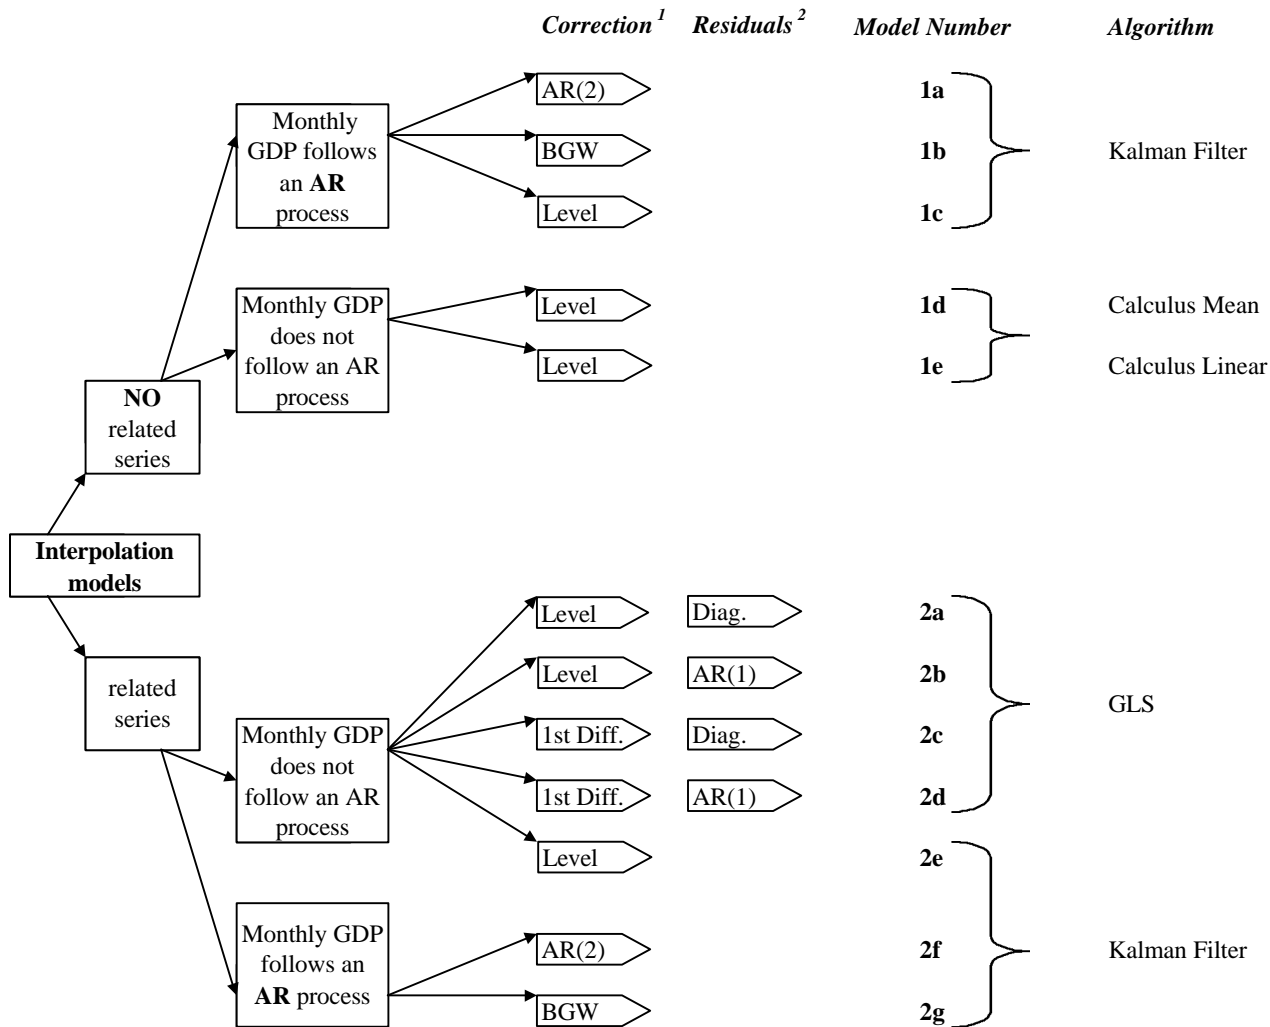 Correction 1 Residuals 2 Model Number Algorithm
AR(2) 1a
Monthly
GDP follows
an AR
process
BGW 1b Kalman Filter
Level 1c
Monthly GDP
does not
follow an AR
process
Level 1d Calculus Mean
Level 1e Calculus Linear
NO
related
series
Interpolation
models
related
series
Level Diag. 2a
Level AR(1) 2b
GLS
Monthly GDP
does not
follow an AR
process
1st Diff. Diag. 2c
1st Diff. AR(1) 2d
Level 2e
Monthly GDP
follows an
AR process
AR(2) 2f Kalman Filter
BGW 2g